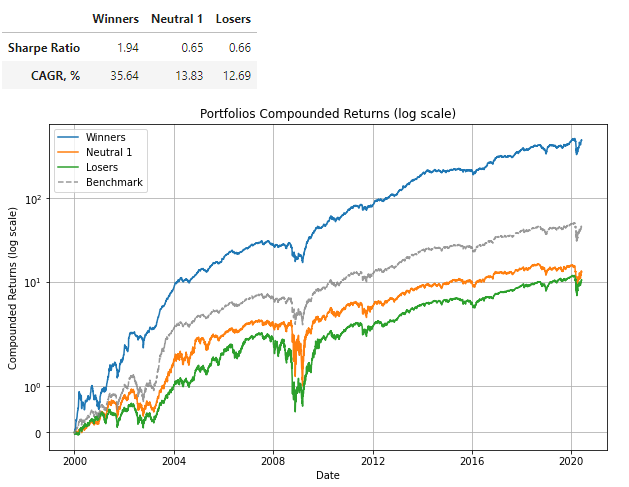 Winners Neutral 1 Losers
Sharpe Ratio 1.94 0.65 0.66
CAGR, % 35.64 13.83 12.69
Portfolios Compounded Returns (log scale)
Winners
Neutral 1
Losers
Benchmark
Compounded Returns (log scale)
10²
10¹
10⁰
0
2000 2004 2008 2012 2016 2020
Date